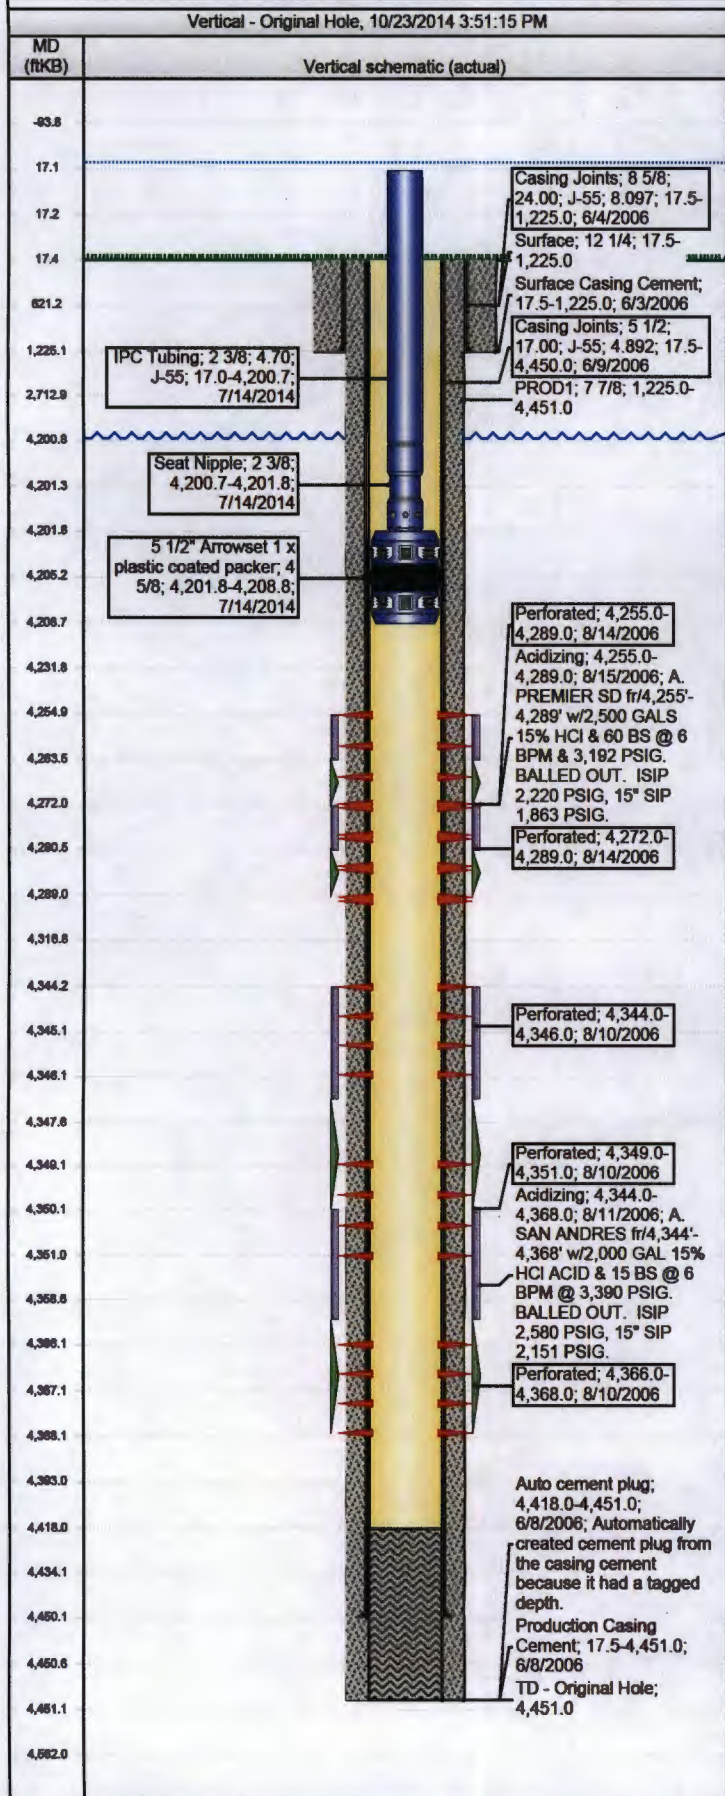 Vertical - Original Hole, 10/23/2014 3:51:15 PM
MD
(ftKB)
Vertical schematic (actual)
-93.8
17.1
17.2
17.4
621.2
1,225.1
2,712.9
4,200.8
4,201.3
4,201.8
4,205.2
4,208.7
4,231.8
4,254.9
4,263.5
4,272.0
4,280.5
4,289.0
4,316.6
4,344.2
4,345.1
4,346.1
4,347.6
4,349.1
4,350.1
4,351.0
4,358.6
4,366.1
4,367.1
4,368.1
4,393.0
4,418.0
4,434.1
4,450.1
4,450.6
4,451.1
4,562.0
IPC Tubing; 2 3/8; 4.70;
J-55; 17.0-4,200.7;
7/14/2014
Seat Nipple; 2 3/8;
4,200.7-4,201.8;
7/14/2014
5 1/2" Arrowset 1 x
plastic coated packer; 4
5/8; 4,201.8-4,208.8;
7/14/2014
Casing Joints; 8 5/8;
24.00; J-55; 8.097; 17.5-
1,225.0; 6/4/2006
Surface; 12 1/4; 17.5-
1,225.0
Surface Casing Cement;
17.5-1,225.0; 6/3/2006
Casing Joints; 5 1/2;
17.00; J-55; 4.892; 17.5-
4,450.0; 6/9/2006
PROD1; 7 7/8; 1,225.0-
4,451.0
Perforated; 4,255.0-
4,289.0; 8/14/2006
Acidizing; 4,255.0-
4,289.0; 8/15/2006; A.
PREMIER SD fr/4,255'-
4,289' w/2,500 GALS
15% HCl & 60 BS @ 6
BPM & 3,192 PSIG.
BALLED OUT. ISIP
2,220 PSIG, 15" SIP
1,863 PSIG.
Perforated; 4,272.0-
4,289.0; 8/14/2006
Perforated; 4,344.0-
4,346.0; 8/10/2006
Perforated; 4,349.0-
4,351.0; 8/10/2006
Acidizing; 4,344.0-
4,368.0; 8/11/2006; A.
SAN ANDRES fr/4,344'-
4,368' w/2,000 GAL 15%
HCl ACID & 15 BS @ 6
BPM @ 3,390 PSIG.
BALLED OUT. ISIP
2,580 PSIG, 15" SIP
2,151 PSIG.
Perforated; 4,366.0-
4,368.0; 8/10/2006
Auto cement plug;
4,418.0-4,451.0;
6/8/2006; Automatically
created cement plug from
the casing cement
because it had a tagged
depth.
Production Casing
Cement; 17.5-4,451.0;
6/8/2006
TD - Original Hole;
4,451.0